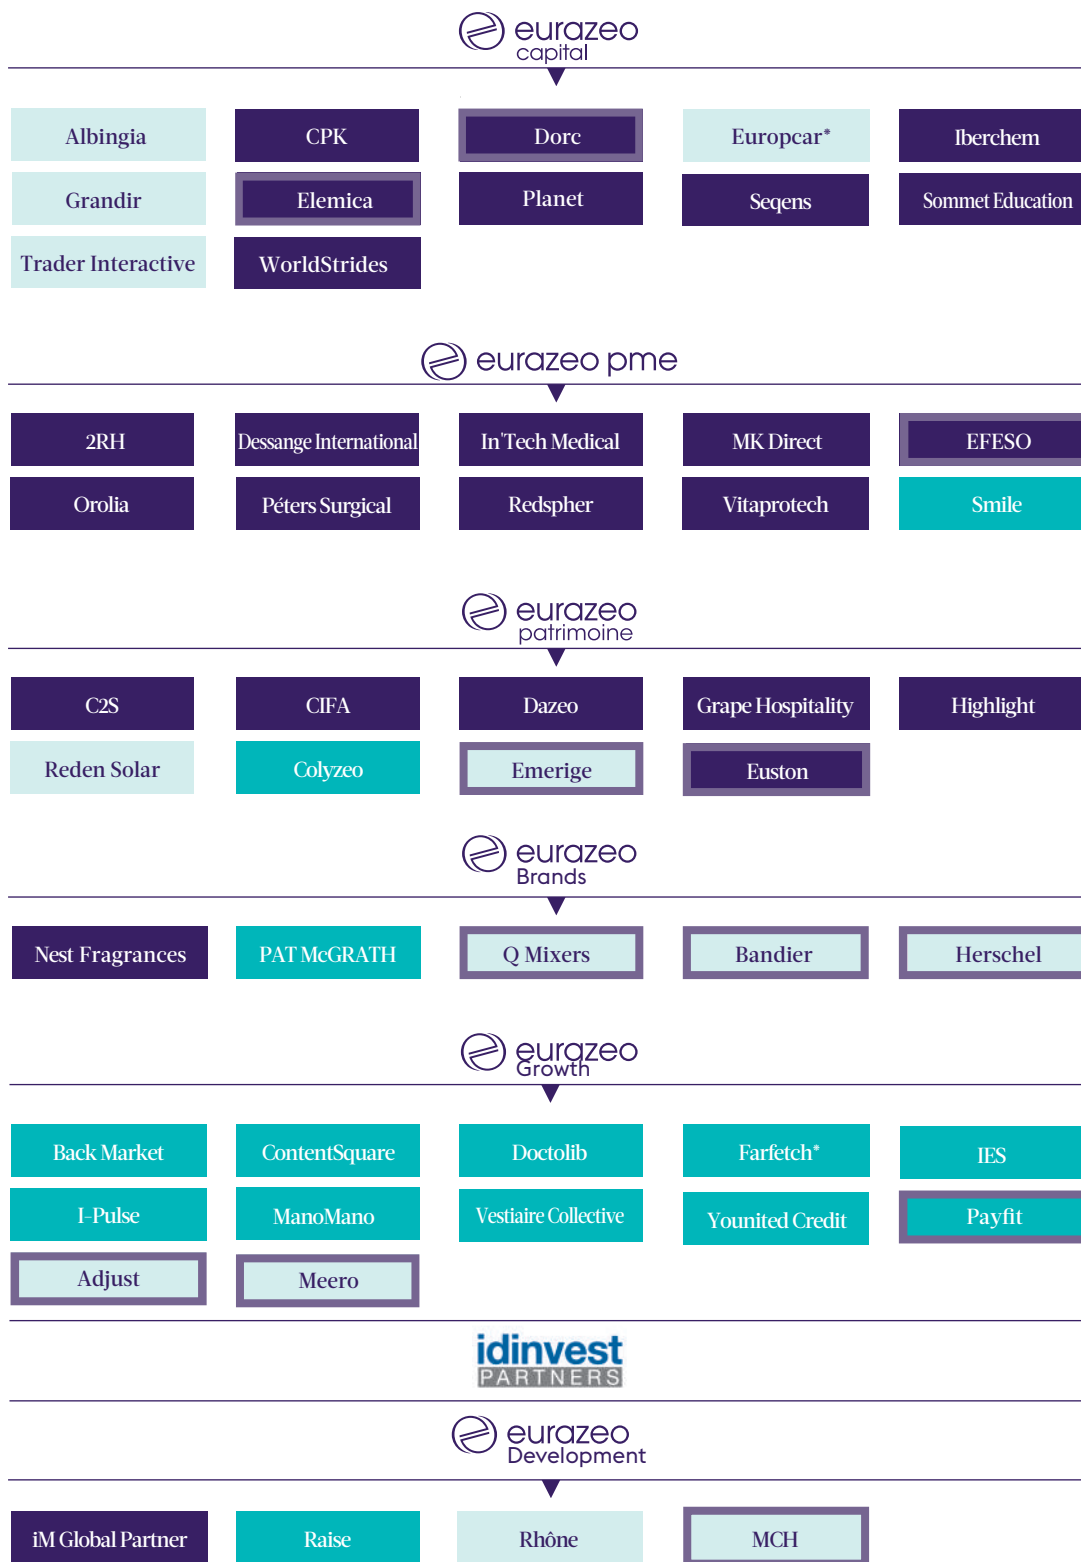 eurazeo
capital
Albingia
CPK
Dorc
Europcar*
Iberchem
Grandir
Elemica
Planet
Seqens
Sommet Education
Trader Interactive
WorldStrides
eurazeo pme
2RH
Dessange International
In'Tech Medical
MK Direct
EFESO
Orolia
Péters Surgical
Redspher
Vitaprotech
Smile
eurazeo
patrimoine
C2S
CIFA
Dazeo
Grape Hospitality
Highlight
Reden Solar
Colyzeo
Emerige
Euston
eurazeo
Brands
Nest Fragrances
PAT McGRATH
Q Mixers
Bandier
Herschel
eurazeo
Growth
Back Market
ContentSquare
Doctolib
Farfetch*
IES
I-Pulse
ManoMano
Vestiaire Collective
Younited Credit
Payfit
Adjust
Meero
idinvest
PARTNERS
eurazeo
Development
iM Global Partner
Raise
Rhône
MCH